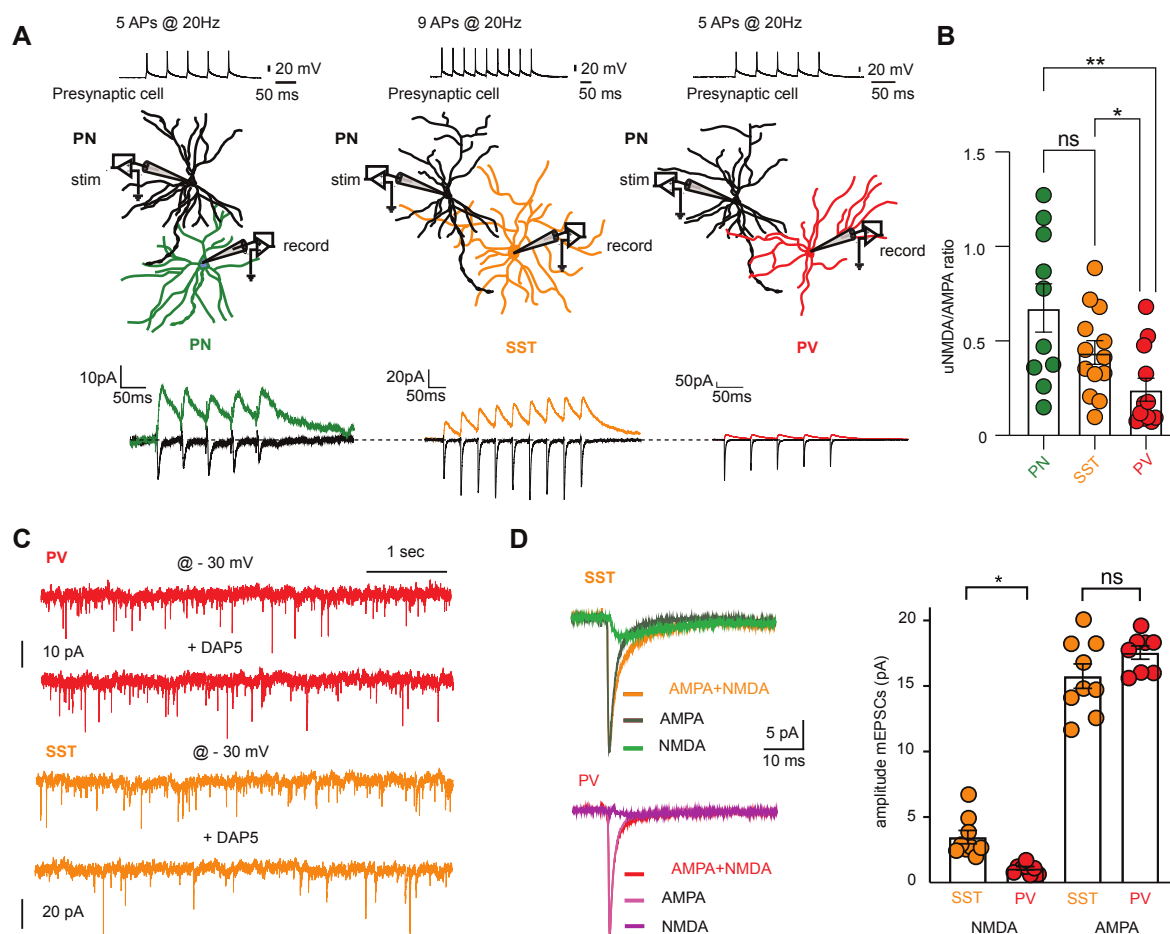 A
5 APs @ 20Hz
20 mV
50 ms
Presynaptic cell
PN
stim
record
PN
10pA
50ms
9 APs @ 20Hz
20 mV
50 ms
Presynaptic cell
PN
stim
record
SST
20pA
50ms
5 APs @ 20Hz
20 mV
50 ms
Presynaptic cell
PN
stim
record
PV
50pA
50ms
B
**
*
ns
uNMDA/AMPA ratio
1.5
1.0
0.5
0
PN
SST
PV
C
PV
@ - 30 mV
1 sec
10 pA
+ DAP5
SST
@ - 30 mV
+ DAP5
20 pA
D
SST
AMPA+NMDA
AMPA
NMDA
5 pA
10 ms
PV
AMPA+NMDA
AMPA
NMDA
*
ns
amplitude mEPSCs (pA)
20
15
10
5
0
SST
PV
SST
PV
NMDA
AMPA